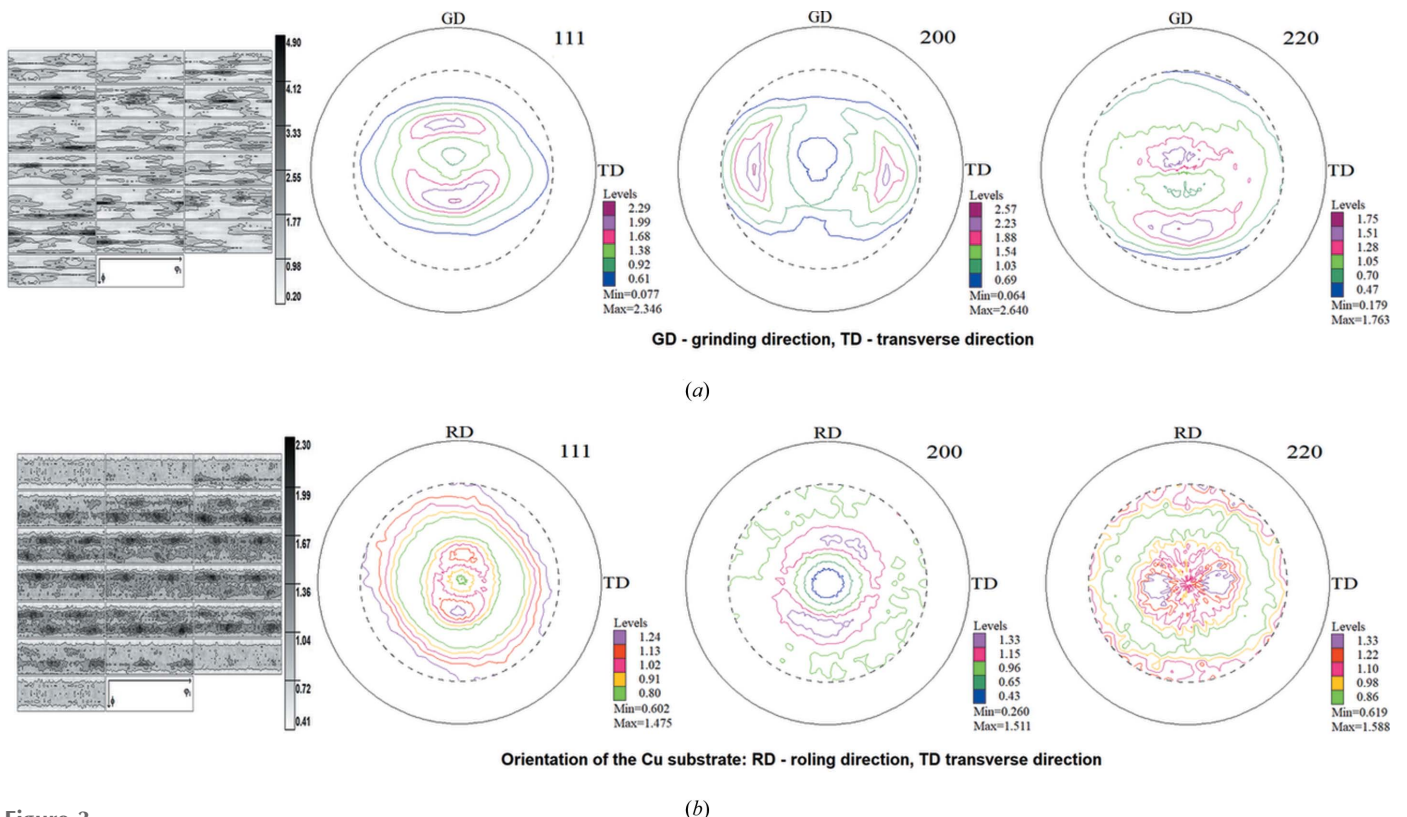 GD
111
GD
200
GD
220
4.90
4.12
3.33
2.55
1.77
0.98
0.20
φ
φ₁
TD
Levels
2.29
1.99
1.68
1.38
0.92
0.61
Min=0.077
Max=2.346
TD
Levels
2.57
2.23
1.88
1.54
1.03
0.69
Min=0.064
Max=2.640
TD
Levels
1.75
1.51
1.28
1.05
0.70
0.47
Min=0.179
Max=1.763
GD - grinding direction, TD - transverse direction
(a)
RD
111
RD
200
RD
220
2.30
1.99
1.67
1.36
1.04
0.72
0.41
φ
φ₁
TD
Levels
1.24
1.13
1.02
0.91
0.80
Min=0.602
Max=1.475
TD
Levels
1.33
1.15
0.96
0.65
0.43
Min=0.260
Max=1.511
TD
Levels
1.33
1.22
1.10
0.98
0.86
Min=0.619
Max=1.588
Orientation of the Cu substrate: RD - roling direction, TD transverse direction
(b)